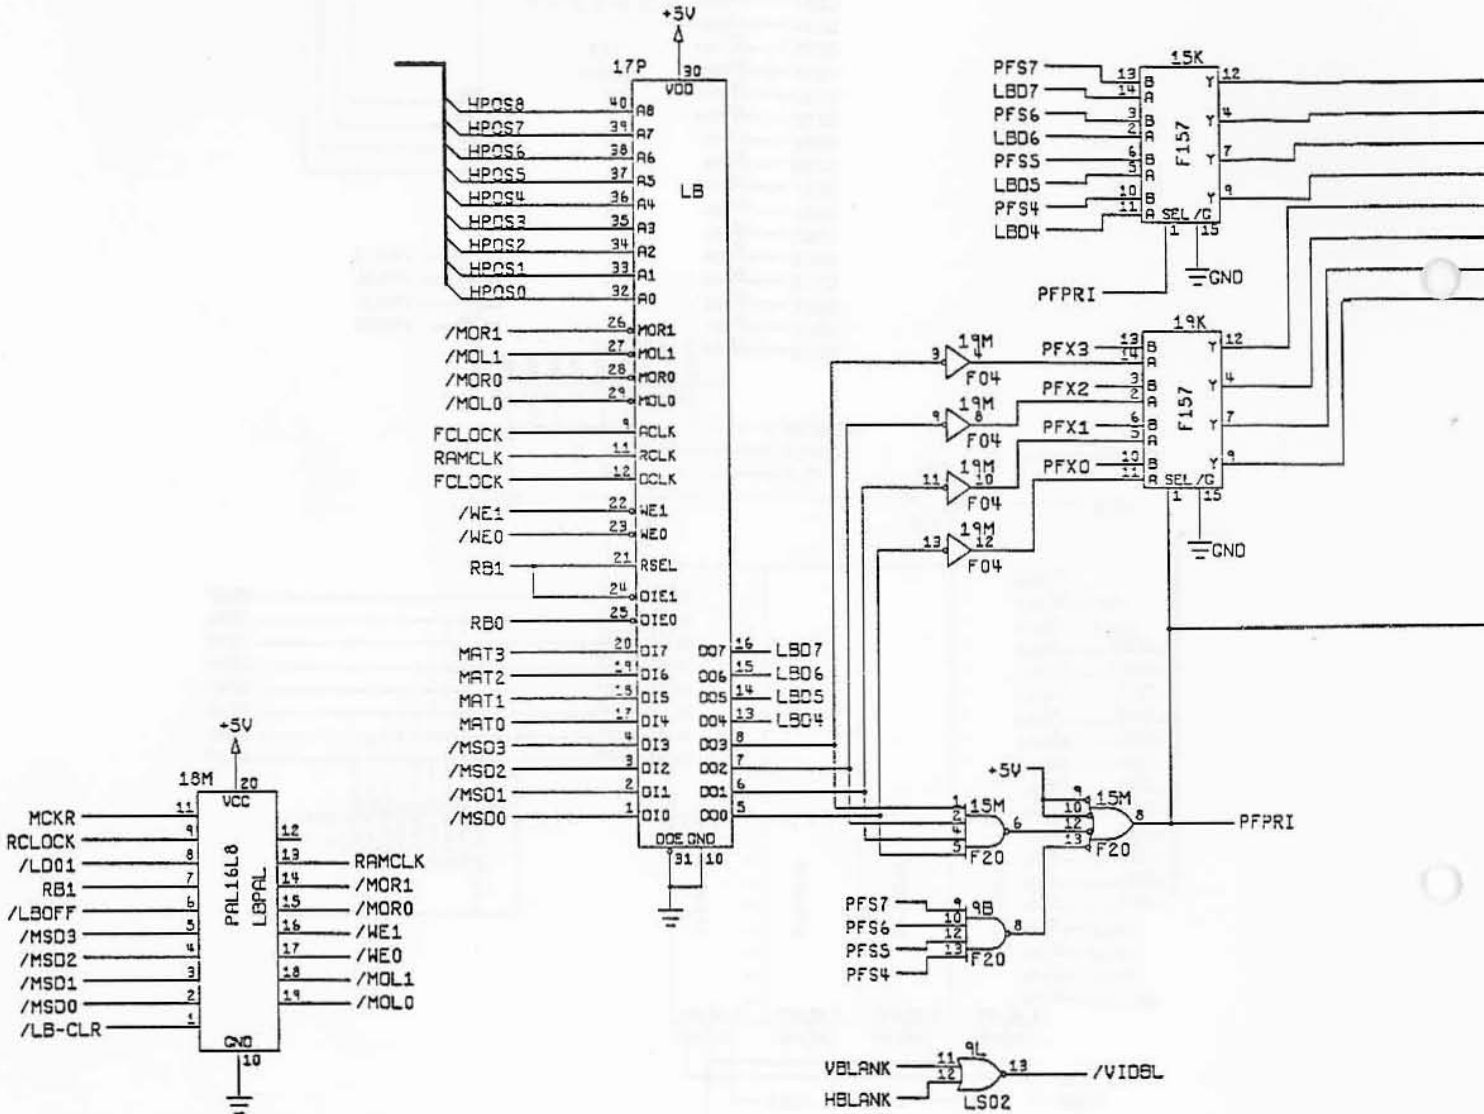 +5V
17P
30
VDD
HPOS8 40 A8
HPOS7 39 A7
HPOS6 38 A6
HPOS5 37 A5
HPOS4 36 A4
HPOS3 35 A3
HPOS2 34 A2
HPOS1 33 A1
HPOS0 32 A0
LB
/MOR1 26 MOR1
/MOL1 27 MOL1
/MOR0 28 MOR0
/MOL0 29 MOL0
FCLOCK 9 ACLK
RAMCLK 11 RCLK
FCLOCK 12 OCLK
/WE1 22 WE1
/WE0 23 WE0
RB1 21 RSEL
24 OIE1
RB0 25 OIE0
MAT3 20 DI7
MAT2 19 DI6
MAT1 18 DI5
MAT0 17 DI4
/MSD3 4 DI3
/MSD2 3 DI2
/MSD1 2 DI1
/MSD0 1 DI0
DO7 16 LBD7
DO6 15 LBD6
DO5 14 LBD5
DO4 13 LBD4
DO3 8
DO2 7
DO1 6
DO0 5
OOE GND
31 10
+5V
18M
20
VCC
PAL16L8
LBPAL
MCKR 11
RCLOCK 9
/LDO1 8
RB1 7
/LBOFF 6
/MSD3 5
/MSD2 4
/MSD1 3
/MSD0 2
/LB-CLR 1
12
13 RAMCLK
14 /MOR1
15 /MOR0
16 /WE1
17 /WE0
18 /MOL1
19 /MOL0
GND
10
15K
PFS7 13 B
LBD7 14 A
PFS6 3 B
LBD6 2 A
PFS5 6 B
LBD5 5 A
PFS4 10 B
LBD4 11 A
F157
Y 12
Y 4
Y 7
Y 9
SEL /G
1 15
GND
PFPRI
19K
PFX3 13 B
14 A
PFX2 3 B
2 A
PFX1 6 B
5 A
PFX0 10 B
11 A
F157
Y 12
Y 4
Y 7
Y 9
SEL /G
1 15
GND
19M
3 4
F04
19M
9 8
F04
19M
11 10
F04
19M
13 12
F04
1 15M
2
4 6
5 F20
+5V
9 15M
10
12 8
13 F20
PFPRI
PFS7 9 9B
PFS6 10
PFS5 12 8
PFS4 13 F20
VBLANK 11 9L
HBLANK 12 13
LS02
/VIDBL